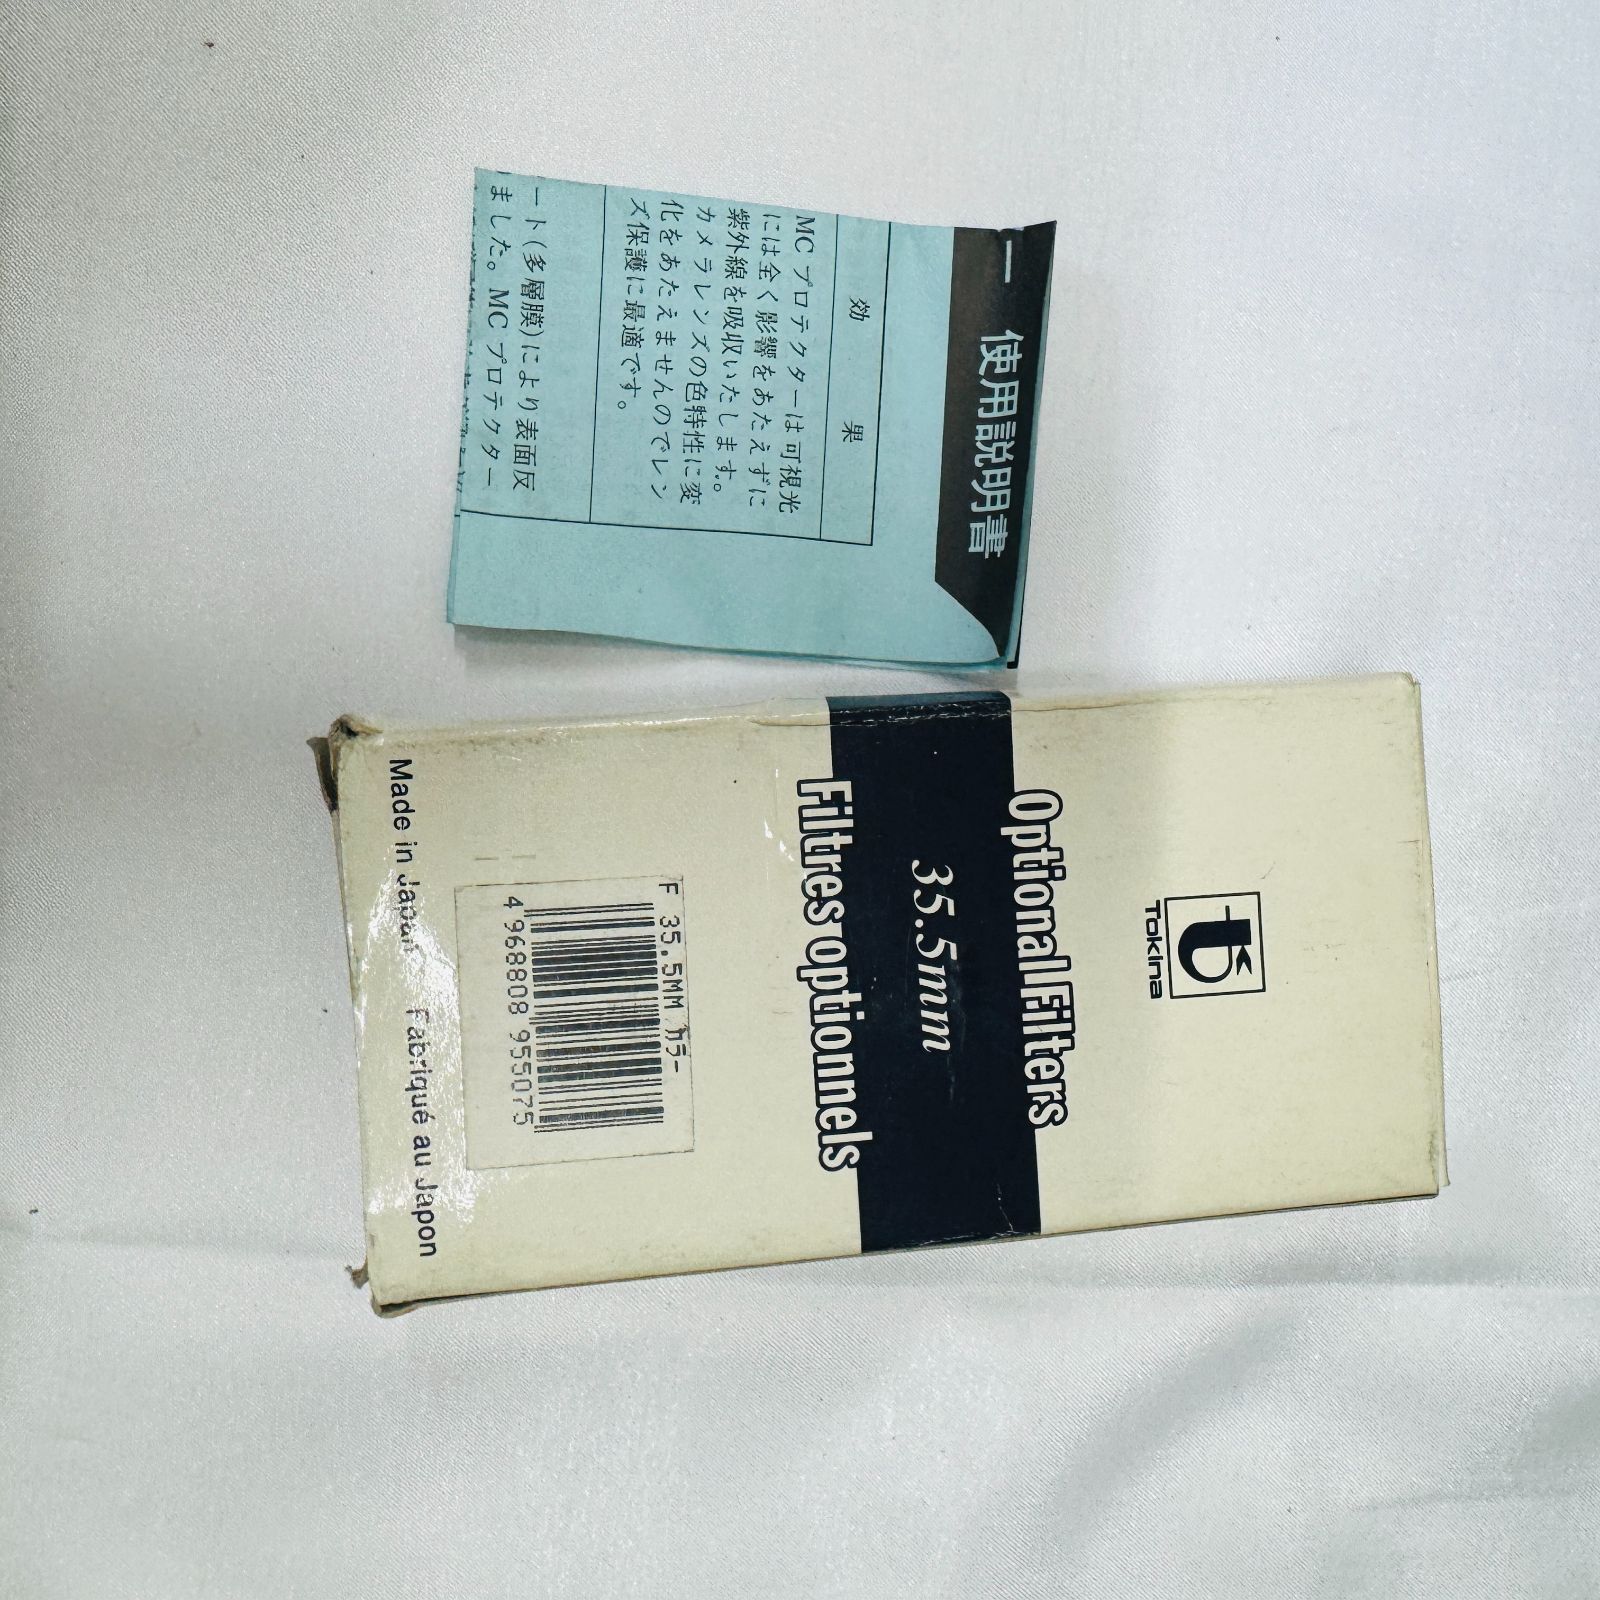 ー 使用説明書
効 果
MC プロテクターは可視光
には全く影響をあたえずに
紫外線を吸収いたします。
カメラレンズの色特性に変
化をあたえませんのでレン
ズ保護に最適です。
ート(多層膜)により表面反
ました。MC プロテクター
Tokina
Optional Filters
35.5mm
Filtres optionnels
F 35.5MM カラー
4 968808 955075
Made in Japan Fabriqué au Japon